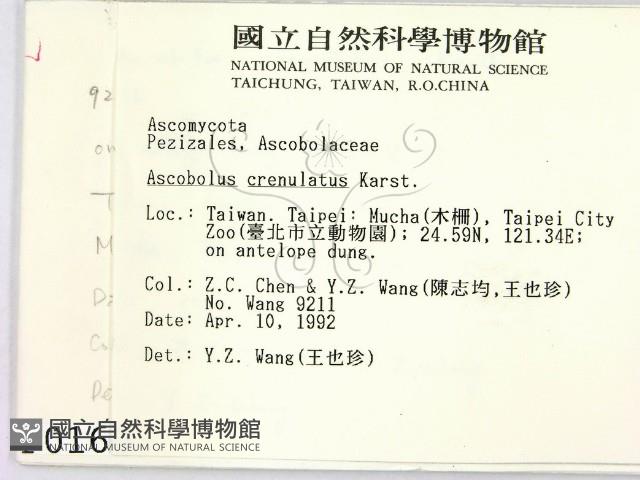 國立自然科學博物館
NATIONAL MUSEUM OF NATURAL SCIENCE
TAICHUNG, TAIWAN, R.O.CHINA
92
on
Ascomycota
Pezizales, Ascobolaceae
Ascobolus crenulatus Karst.
Loc.: Taiwan. Taipei: Mucha(木柵), Taipei City
Zoo(臺北市立動物園); 24.59N, 121.34E;
on antelope dung.
Col.: Z.C. Chen & Y.Z. Wang(陳志均,王也珍)
No. Wang 9211
Date: Apr. 10, 1992
Det.: Y.Z. Wang(王也珍)
國立自然科學博物館
NATIONAL MUSEUM OF NATURAL SCIENCE